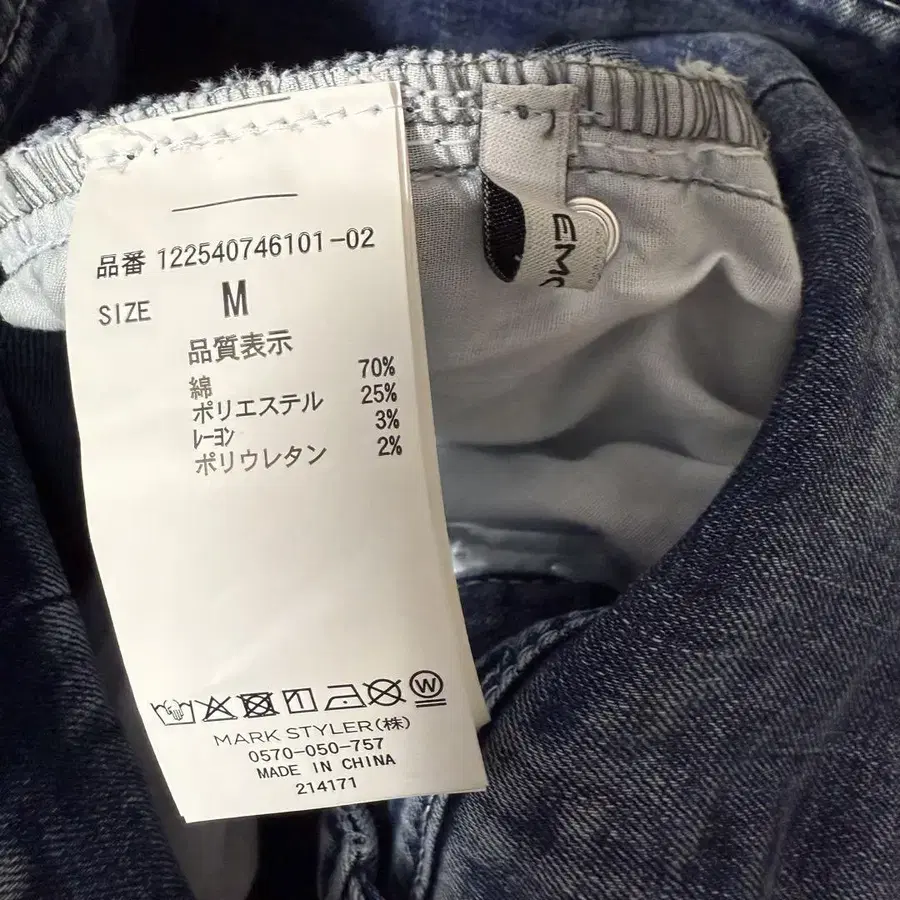 品番 122540746101-02
SIZE M
品質表示
綿 70%
ポリエステル 25%
レーヨン 3%
ポリウレタン 2%
W
MARK STYLER(株)
0570-050-757
MADE IN CHINA
214171